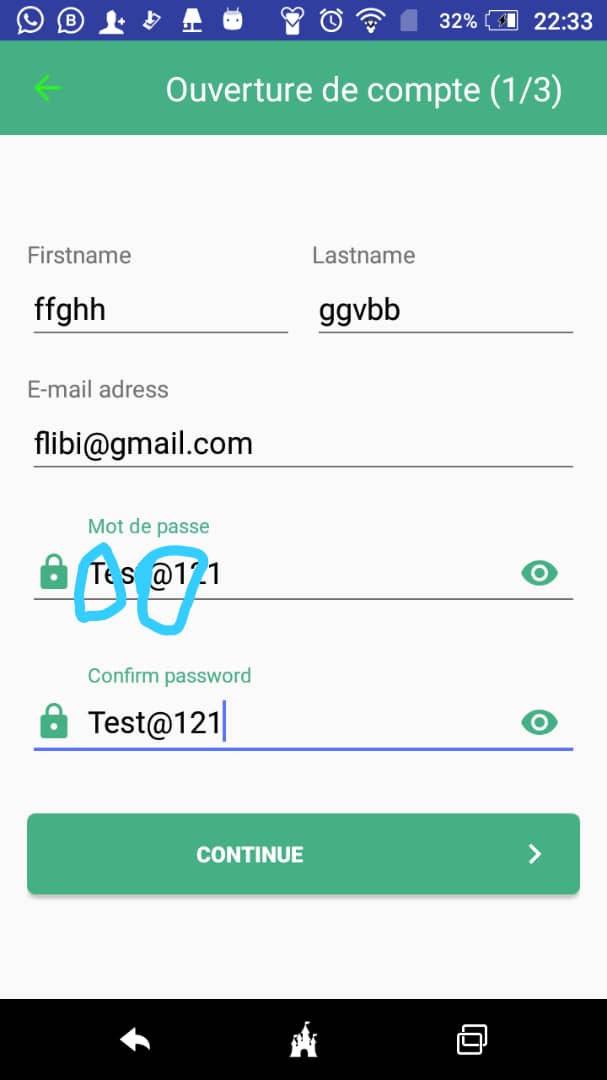 32% 22:33
Ouverture de compte (1/3)
Firstname Lastname
ffghh ggvbb
E-mail adress
flibi@gmail.com
Mot de passe
Test@121
Confirm password
Test@121
CONTINUE